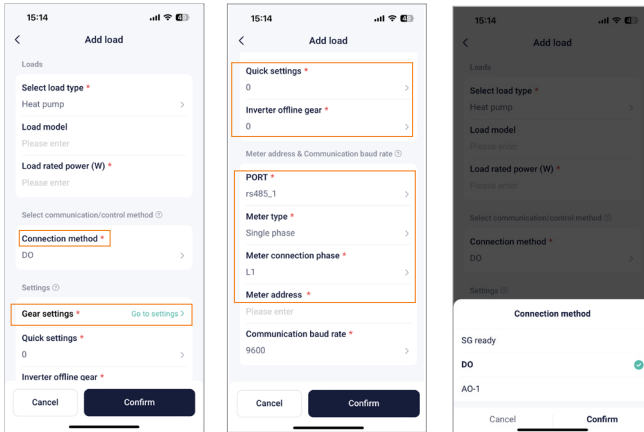 15:14
Add load
Loads
Select load type *
Heat pump
Load model
Please enter
Load rated power (W) *
Please enter
Select communication/control method
Connection method *
DO
Settings
Gear settings *
Go to settings >
Quick settings *
0
Inverter offline gear *
Cancel
Confirm
15:14
Add load
Quick settings *
0
Inverter offline gear *
0
Meter address & Communication baud rate
PORT *
rs485_1
Meter type *
Single phase
Meter connection phase *
L1
Meter address *
Please enter
Communication baud rate *
9600
Cancel
Confirm
15:14
Add load
Loads
Select load type *
Heat pump
Load model
Please enter
Load rated power (W) *
Please enter
Select communication/control method
Connection method *
DO
Settings
Connection method
SG ready
DO
AO-1
Cancel
Confirm